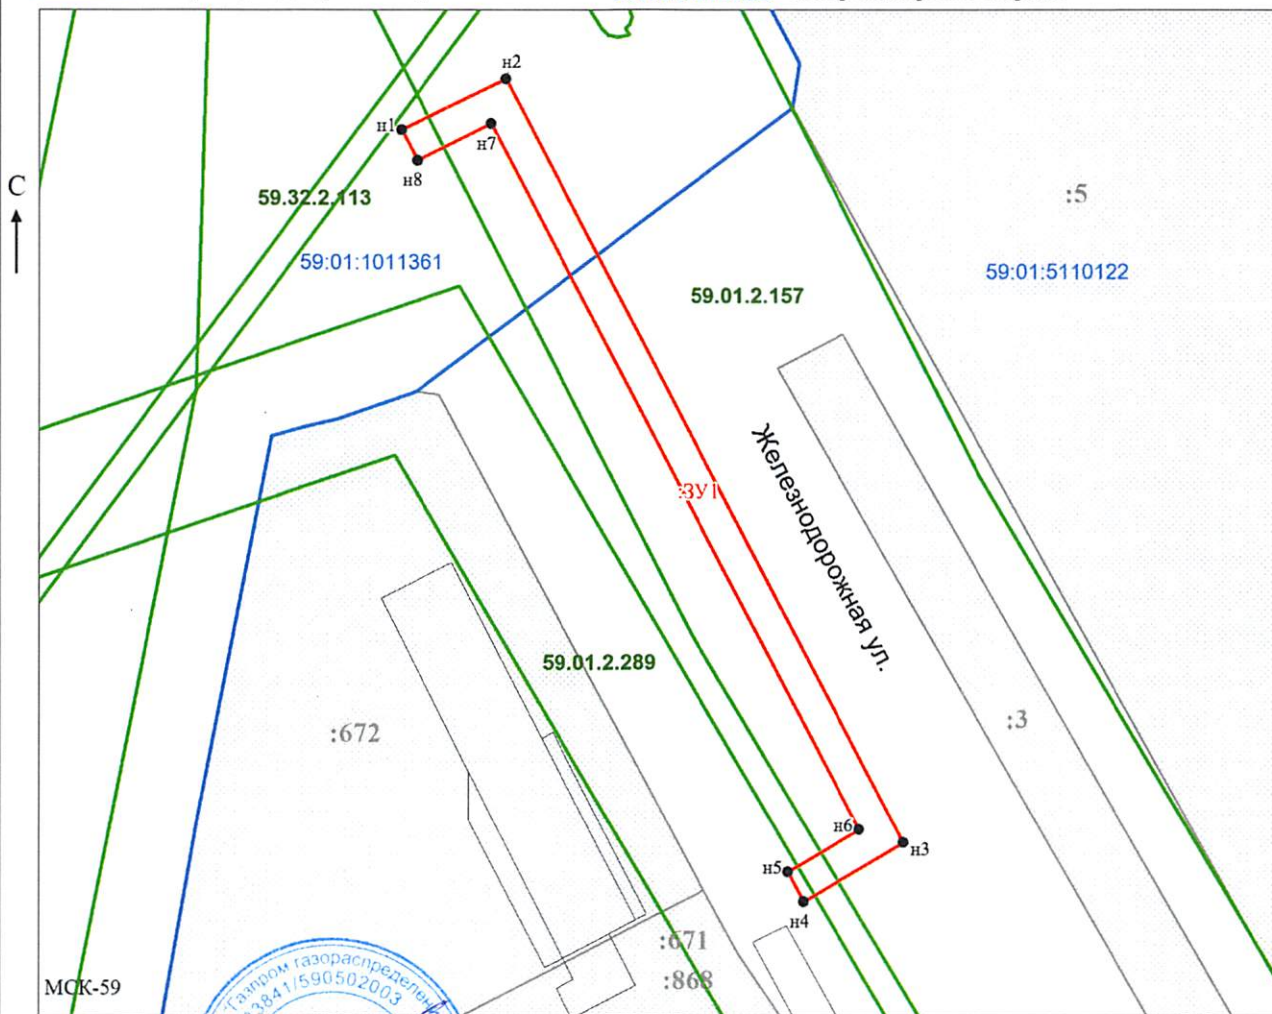 н2
н1
н7
н8
С
59.32.2.113
:5
59:01:1011361
59:01:5110122
59.01.2.157
Железнодорожная ул.
:ЗУ1
59.01.2.289
:3
:672
н6
н3
н5
н4
:671
:868
МСК-59
"Газпром газораспределен
3841/590502003